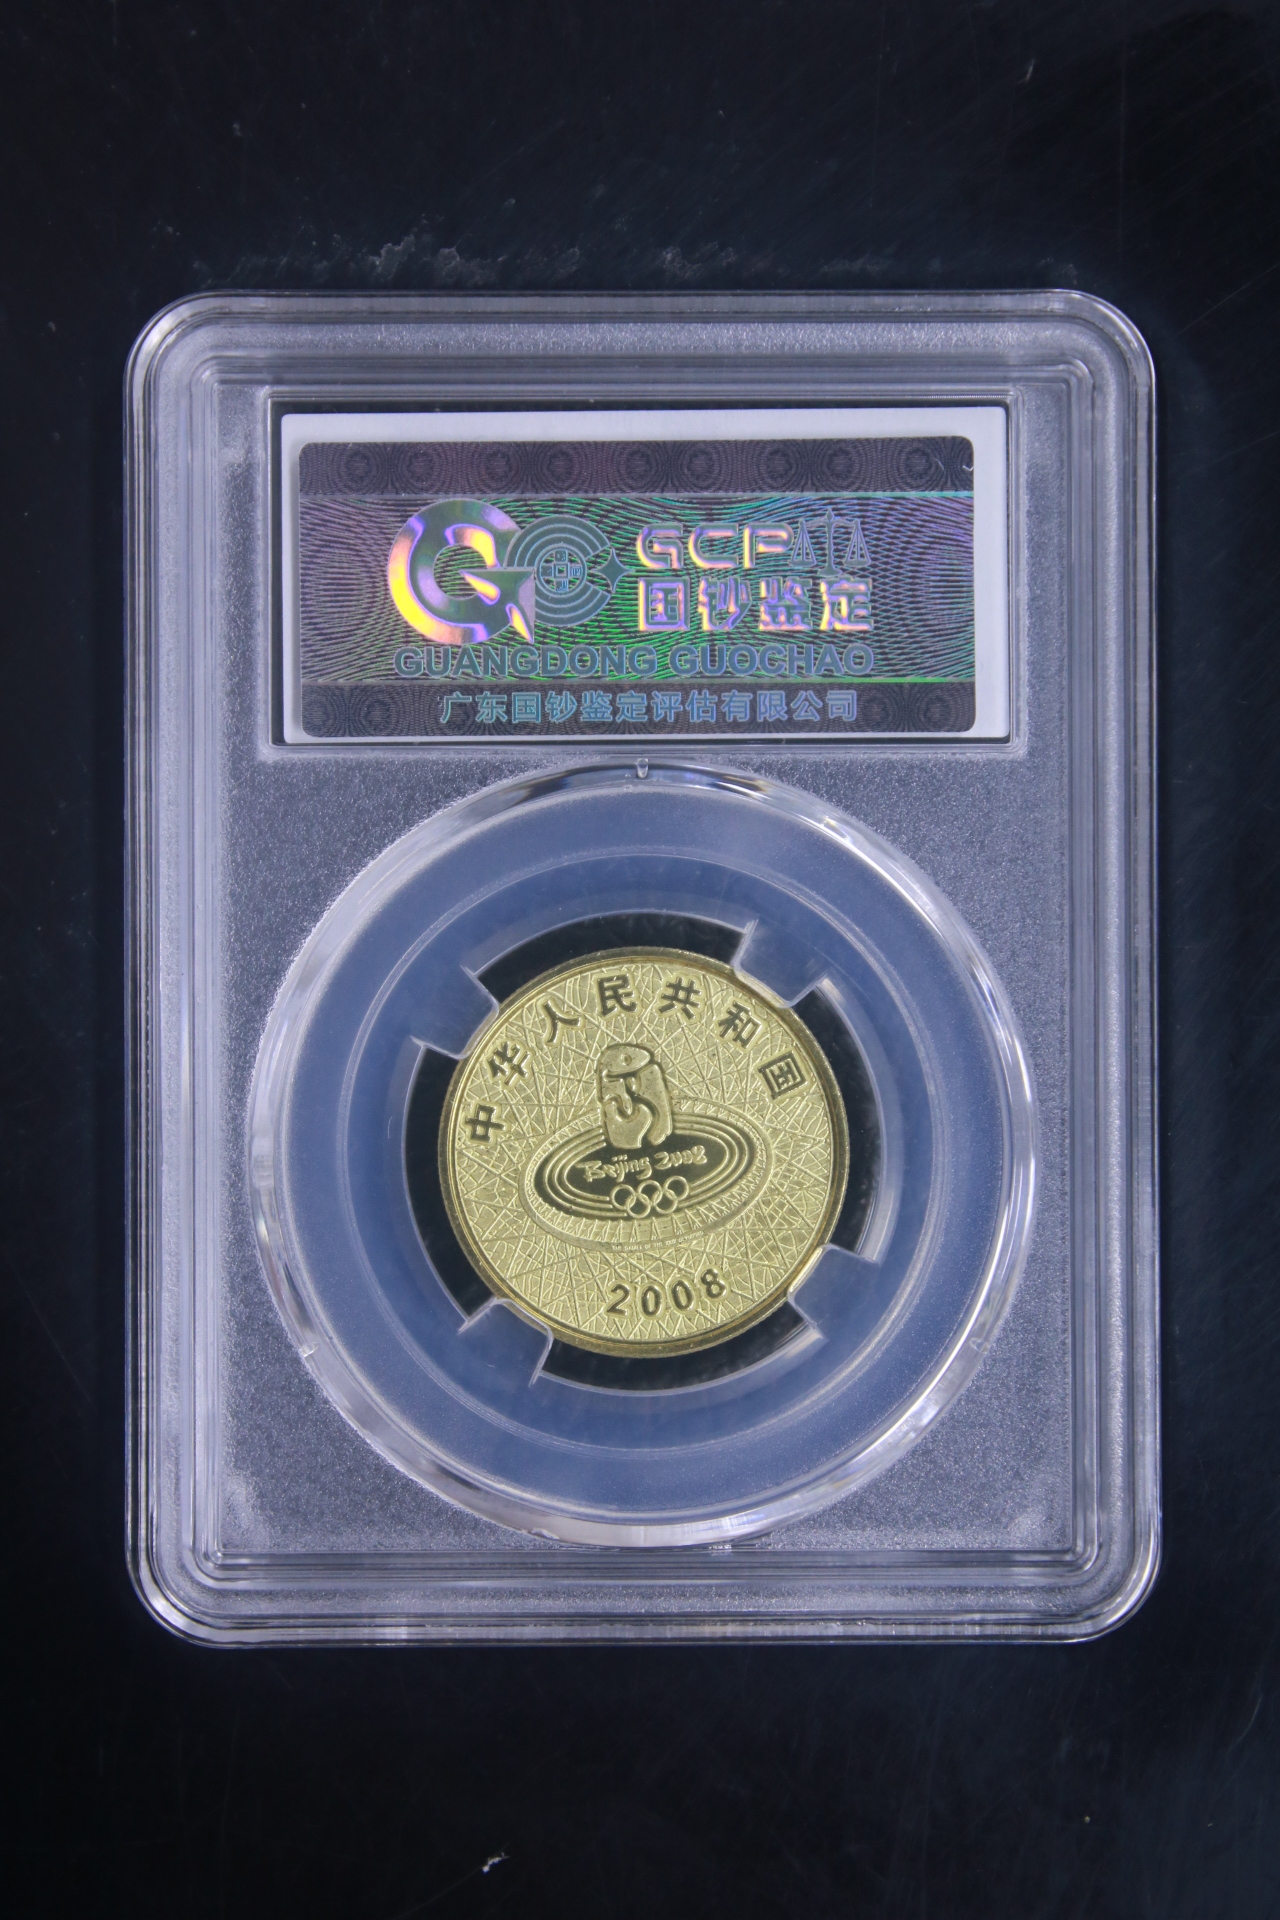 GC GCP
国钞鉴定
GUANGDONG GUOCHAO
广东国钞鉴定评估有限公司
中华人民共和国
Beijing 2008
2008